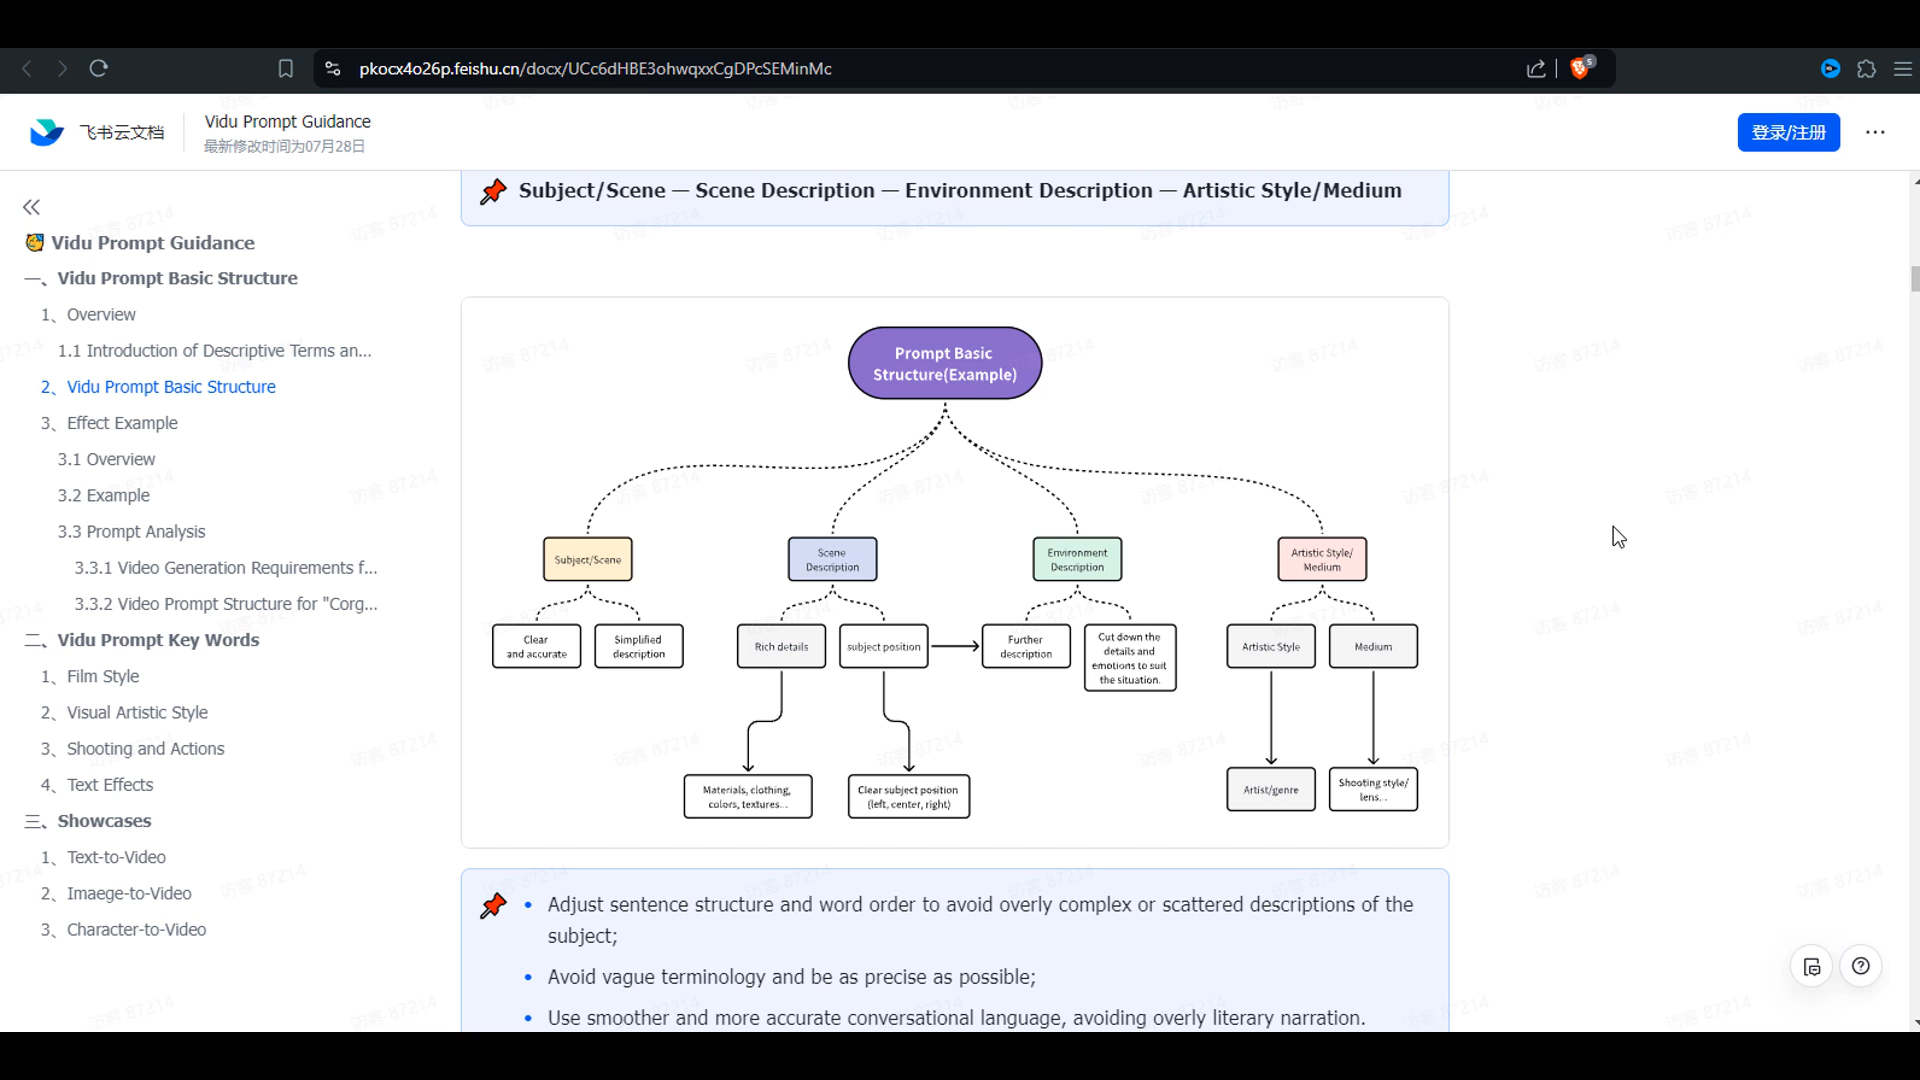 pkocx4o26p.feishu.cn/docx/UCc6dHBE3ohwqxxCgDPcSEMinMc
5
飞书云文档
Vidu Prompt Guidance
最新修改时间为07月28日
登录/注册
Subject/Scene — Scene Description — Environment Description — Artistic Style/Medium
Vidu Prompt Guidance
一、Vidu Prompt Basic Structure
1、Overview
1.1 Introduction of Descriptive Terms an...
2、Vidu Prompt Basic Structure
3、Effect Example
3.1 Overview
3.2 Example
3.3 Prompt Analysis
3.3.1 Video Generation Requirements f...
3.3.2 Video Prompt Structure for "Corg...
二、Vidu Prompt Key Words
1、Film Style
2、Visual Artistic Style
3、Shooting and Actions
4、Text Effects
三、Showcases
1、Text-to-Video
2、Imaege-to-Video
3、Character-to-Video
Prompt Basic
Structure(Example)
Subject/Scene
Scene
Description
Environment
Description
Artistic Style/
Medium
Clear
and accurate
Simplified
description
Rich details
subject position
Further
description
Cut down the
details and
emotions to suit
the situation.
Artistic Style
Medium
Materials, clothing,
colors, textures...
Clear subject position
(left, center, right)
Artist/genre
Shooting style/
lens...
• Adjust sentence structure and word order to avoid overly complex or scattered descriptions of the
subject;
• Avoid vague terminology and be as precise as possible;
• Use smoother and more accurate conversational language, avoiding overly literary narration.
访客 87214